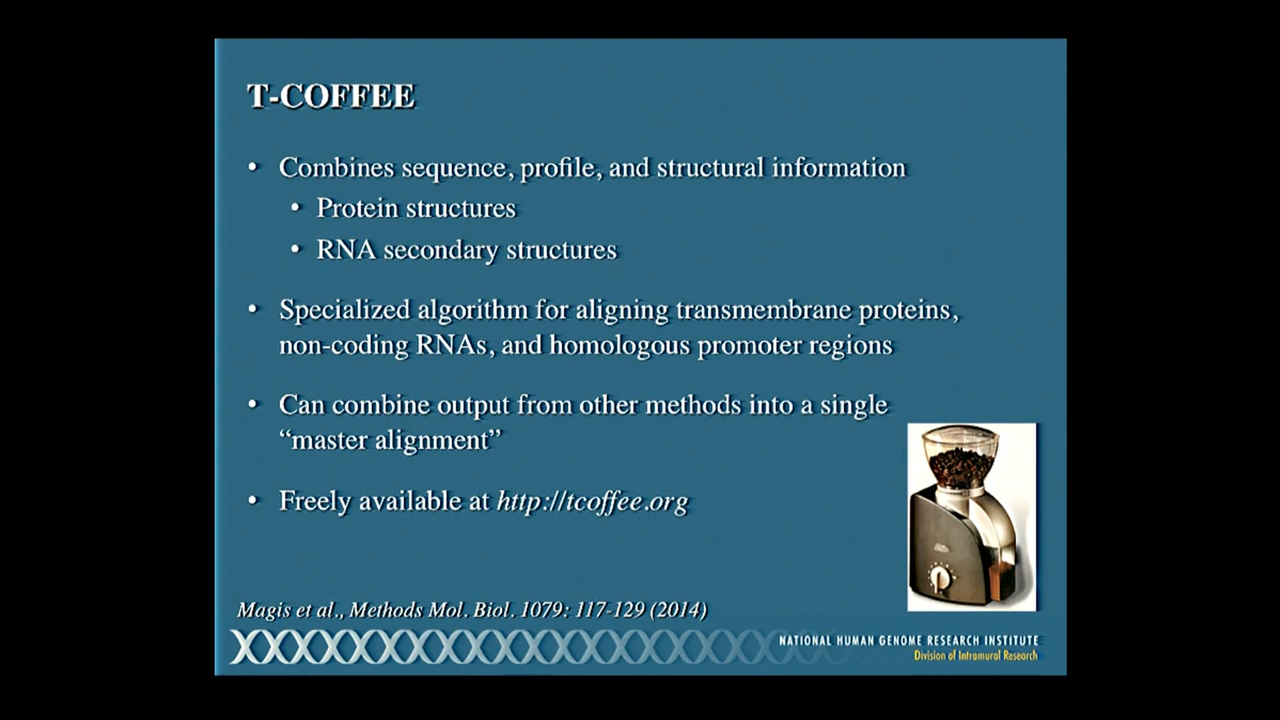 T-COFFEE
• Combines sequence, profile, and structural information
• Protein structures
• RNA secondary structures
• Specialized algorithm for aligning transmembrane proteins,
non-coding RNAs, and homologous promoter regions
• Can combine output from other methods into a single
“master alignment”
• Freely available at http://tcoffee.org
Magis et al., Methods Mol. Biol. 1079: 117-129 (2014)
NATIONAL HUMAN GENOME RESEARCH INSTITUTE
Division of Intramural Research